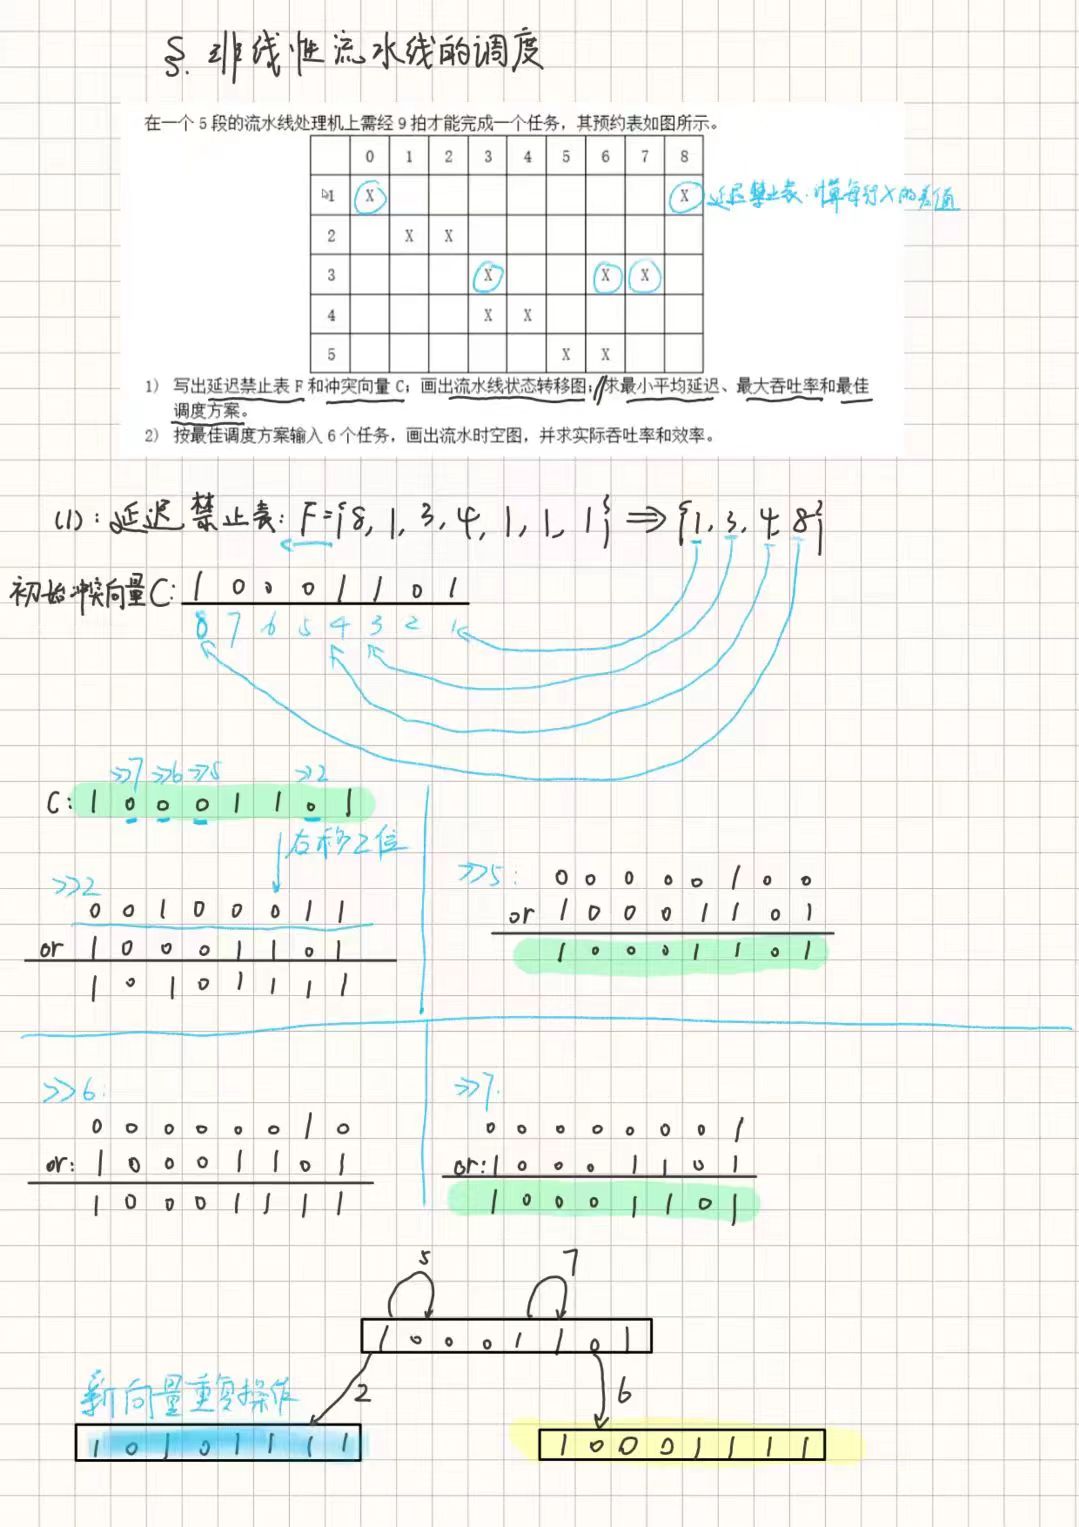 §. 非线性流水线的调度
在一个 5 段的流水线处理机上需经 9 拍才能完成一个任务，其预约表如图所示。
0 1 2 3 4 5 6 7 8
1 X X 延迟禁止表.计算每行X的差值
2 X X
3 X X X
4 X X
5 X X
1） 写出延迟禁止表 F 和冲突向量 C；画出流水线状态转移图；//求最小平均延迟、最大吞吐率和最佳
调度方案。
2） 按最佳调度方案输入 6 个任务，画出流水时空图，并求实际吞吐率和效率。
(1)：延迟禁止表：F={8, 1, 3, 4, 1, 1, 1} ⇒ {1, 3, 4, 8}
初始冲突向量C: 1 0 0 0 1 1 0 1
8 7 6 5 4 3 2 1
>>7 >>6 >>5 >>2
C: 1 0 0 0 1 1 0 1
右移2位
>>2
0 0 1 0 0 0 1 1
or 1 0 0 0 1 1 0 1
1 0 1 0 1 1 1 1
>>5:
0 0 0 0 0 1 0 0
or 1 0 0 0 1 1 0 1
1 0 0 0 1 1 0 1
>>6:
0 0 0 0 0 0 1 0
or: 1 0 0 0 1 1 0 1
1 0 0 0 1 1 1 1
>>7.
0 0 0 0 0 0 0 1
or: 1 0 0 0 1 1 0 1
1 0 0 0 1 1 0 1
5 7
1 0 0 0 1 1 0 1
新向量重复操作 2 6
1 0 1 0 1 1 1 1
1 0 0 0 1 1 1 1